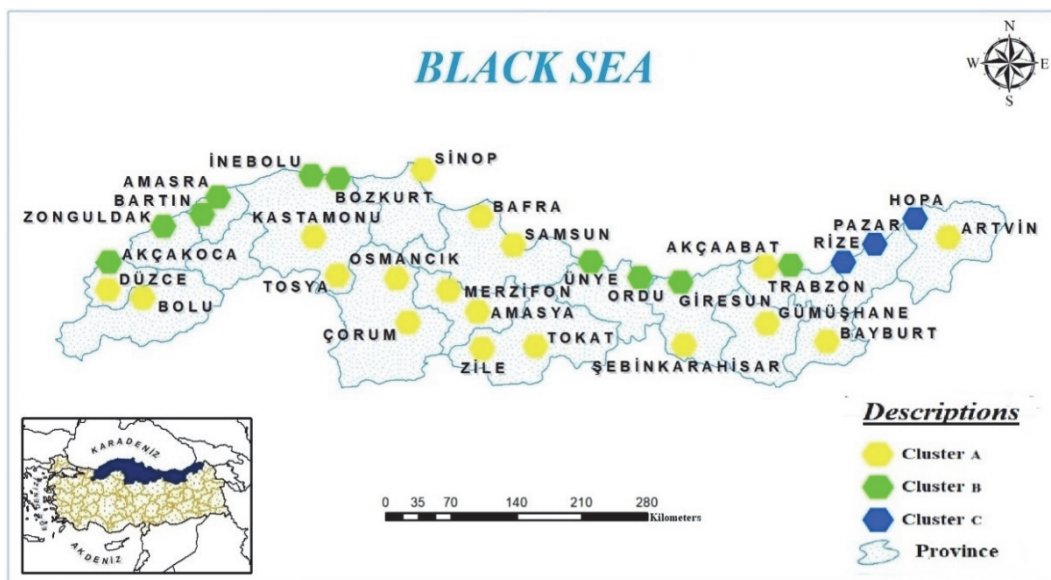 BLACK SEA
N
W E
S
SİNOP
İNEBOLU
AMASRA
BOZKURT
BARTIN
HOPA
ZONGULDAK
KASTAMONU
BAFRA
PAZAR
ARTVİN
SAMSUN
RİZE
AKÇAABAT
AKÇAKOCA
OSMANCIK
DÜZCE
ÜNYE
TOSYA
MERZİFON
ORDU
TRABZON
BOLU
GİRESUN
AMASYA
GÜMÜŞHANE
ÇORUM
TOKAT
BAYBURT
ZİLE
ŞEBİNKARAHİSAR
Descriptions
Cluster A
Cluster B
Cluster C
Province
KARADENİZ
AKDENİZ
0 35 70 140 210 280
Kilometers